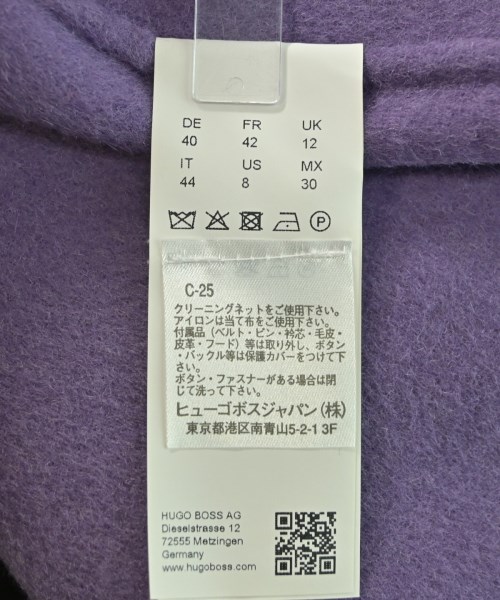 DE FR UK
40 42 12
IT US MX
44 8 30
P
C-25
クリーニングネットをご使用下さい。
アイロンは当て布をご使用下さい。
付属品(ベルト・ピン・衿芯・毛皮・
皮革・フード)等は取り外し、ボタン
・バックル等は保護カバーをつけて下
さい。
ボタン・ファスナーがある場合は閉
じて洗って下さい。
ヒューゴボスジャパン(株)
東京都港区南青山5-2-1 3F
HUGO BOSS AG
Dieselstrasse 12
72555 Metzingen
Germany
www.hugoboss.com